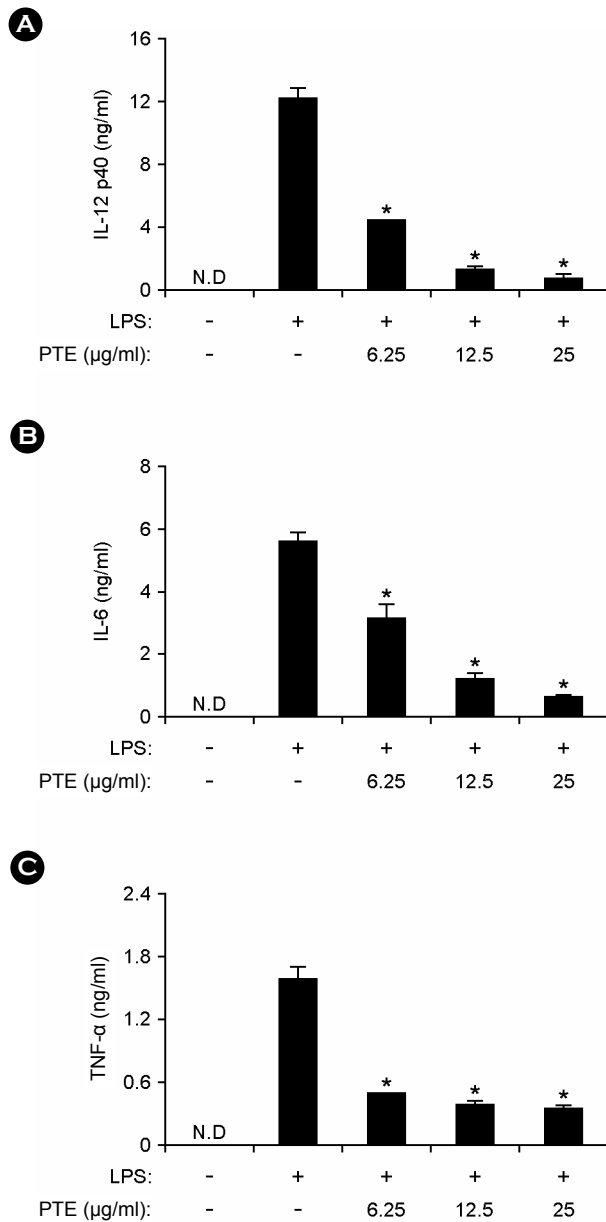 A
IL-12 p40 (ng/ml)
16
12
8
4
0
N.D
*
*
*
LPS: - + + + +
PTE (µg/ml): - - 6.25 12.5 25
B
IL-6 (ng/ml)
8
6
4
2
0
N.D
*
*
*
LPS: - + + + +
PTE (µg/ml): - - 6.25 12.5 25
C
TNF-α (ng/ml)
2.4
1.8
1.2
0.6
0
N.D
*
*
*
LPS: - + + + +
PTE (µg/ml): - - 6.25 12.5 25